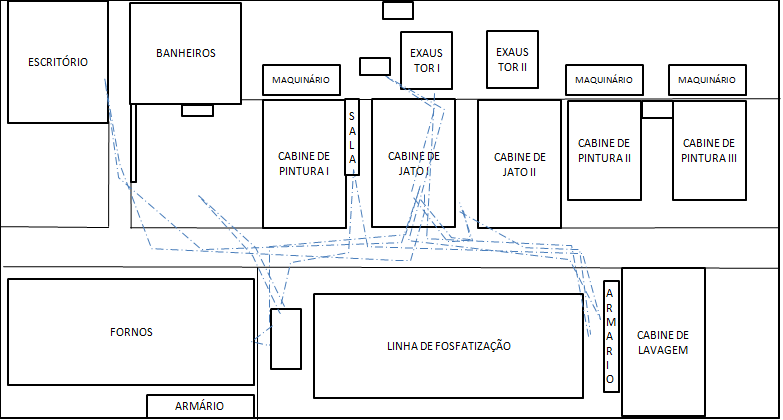 ESCRITÓRIO
BANHEIROS
EXAUS
TOR I
EXAUS
TOR II
MAQUINÁRIO
MAQUINÁRIO
MAQUINÁRIO
S
A
L
A
CABINE DE
PINTURA I
CABINE DE
JATO I
CABINE DE
JATO II
CABINE DE
PINTURA II
CABINE DE
PINTURA III
FORNOS
LINHA DE FOSFATIZAÇÃO
A
R
M
A
R
I
O
CABINE DE
LAVAGEM
ARMÁRIO